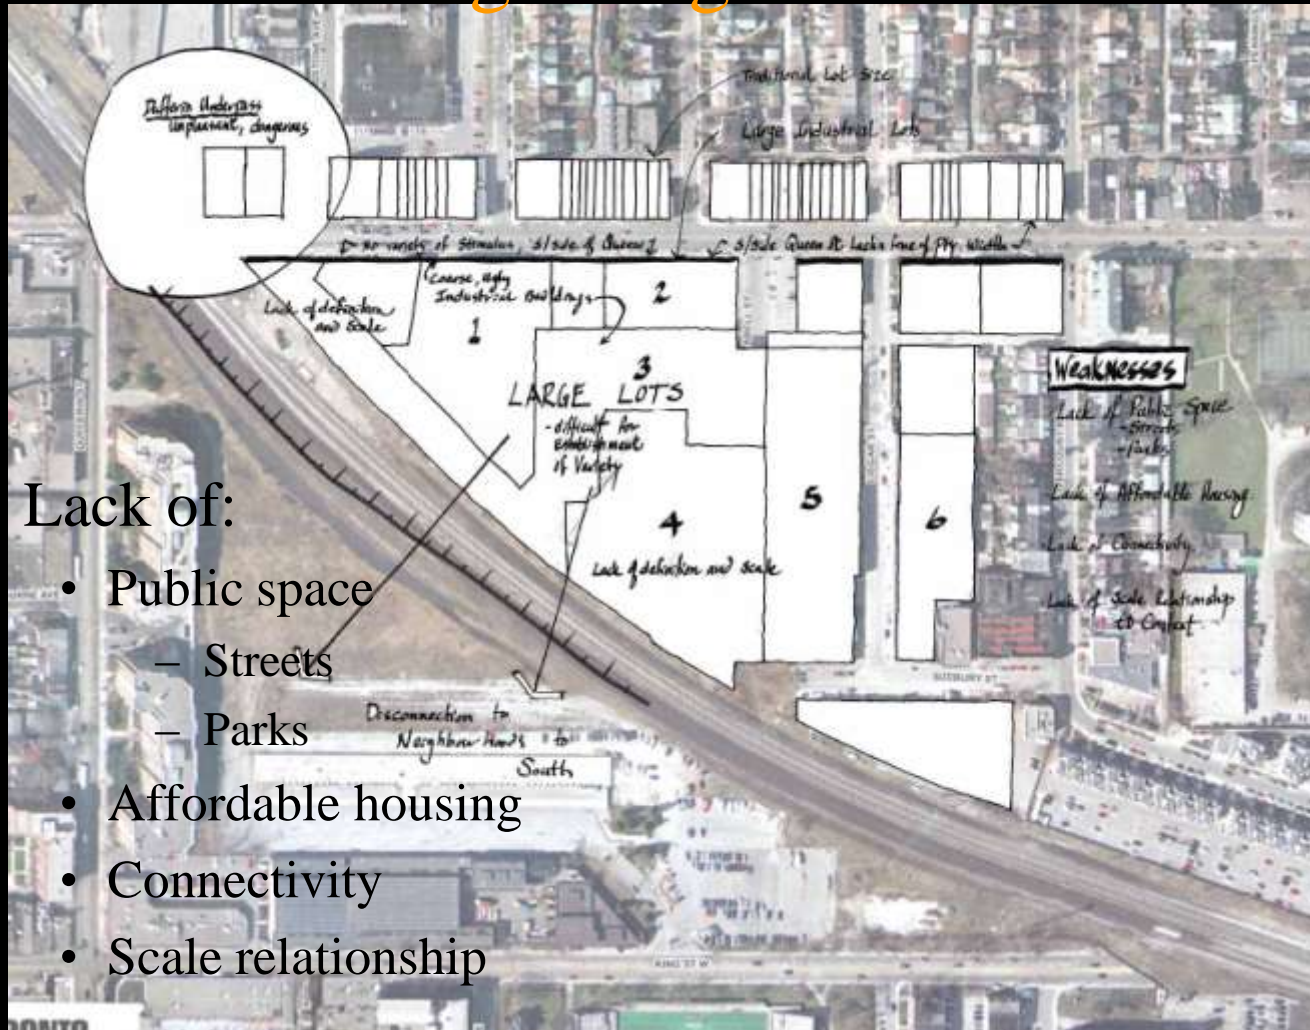 Dufferin Underpass
unpleasant, dangerous
Traditional Lot Size
Large Industrial Lots
no variety of Stimulus, S/side of Queen
S/Side Queen St Lacks fine of Pty. Width
Coarse, ugly
Industrial Buildings
Lack of definition
and Scale
1
2
3
LARGE LOTS
- difficult for
establishment
of Variety
4
Lack of definition and Scale
5
6
Weaknesses
Lack of Public Space
- Streets
- Parks
Lack of Affordable Housing
Lack of Connectivity
Lack of Scale Relationship
to Context
Lack of:
• Public space
– Streets
– Parks
• Affordable housing
• Connectivity
• Scale relationship
Disconnection to
Neighbourhoods to
South
SUDBURY ST
KING ST W